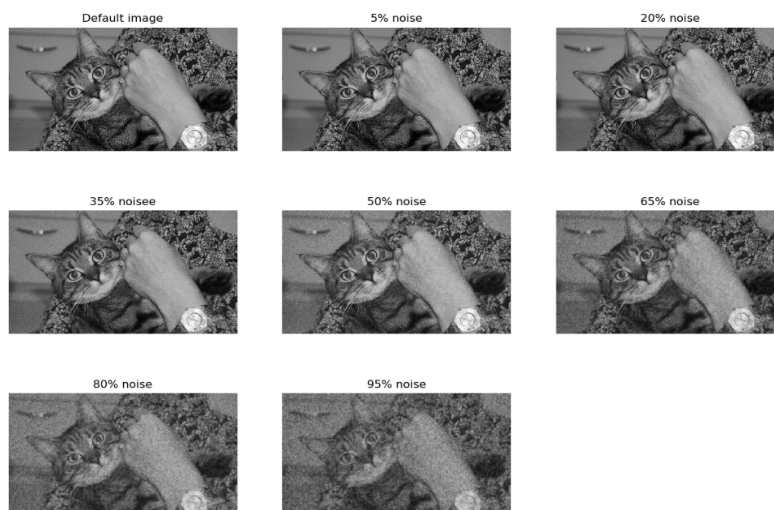 Default image
5% noise
20% noise
35% noisee
50% noise
65% noise
80% noise
95% noise